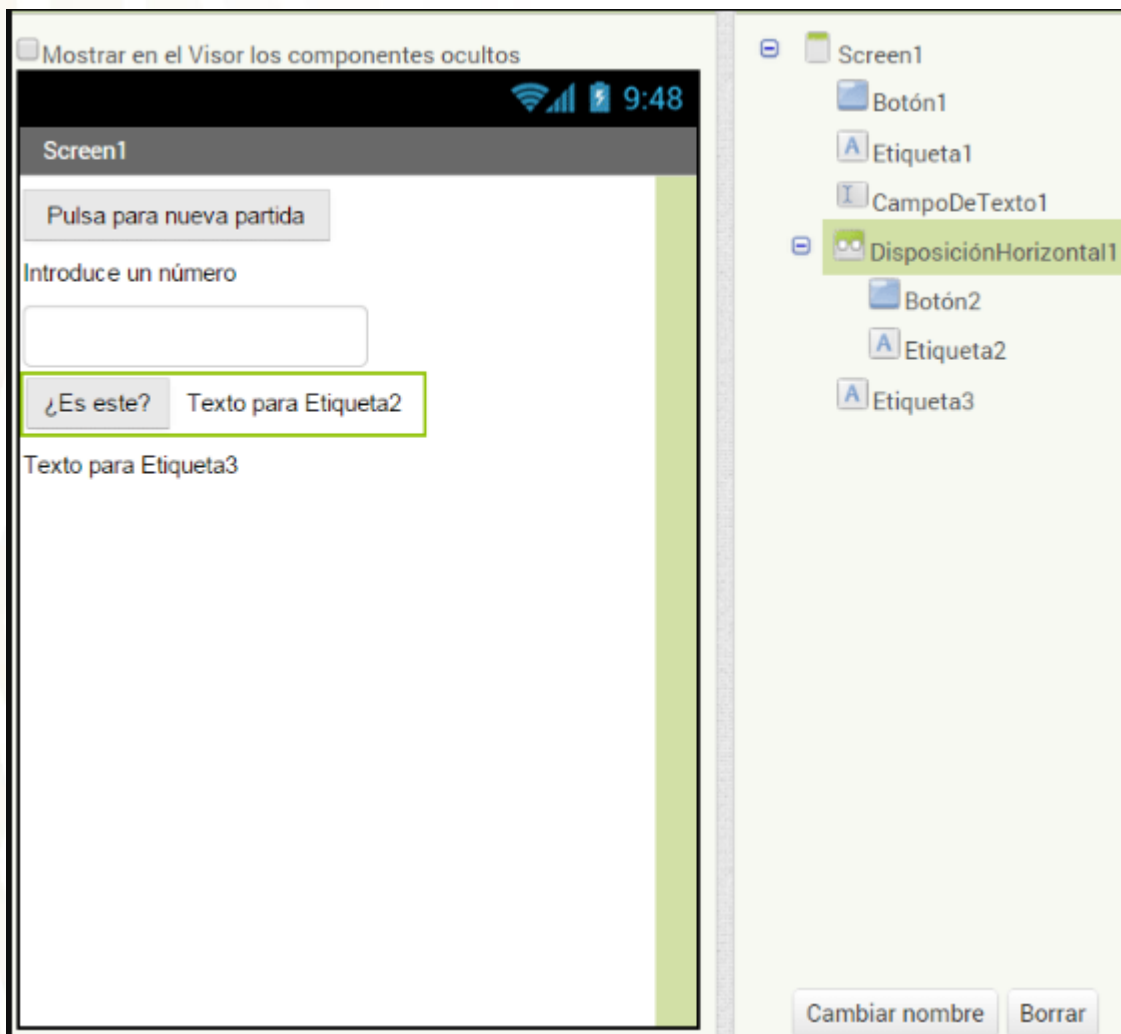 Mostrar en el Visor los componentes ocultos
9:48
Screen1
Pulsa para nueva partida
Introduce un número
¿Es este?
Texto para Etiqueta2
Texto para Etiqueta3
Screen1
Botón1
Etiqueta1
CampoDeTexto1
DisposiciónHorizontal1
Botón2
Etiqueta2
Etiqueta3
Cambiar nombre
Borrar